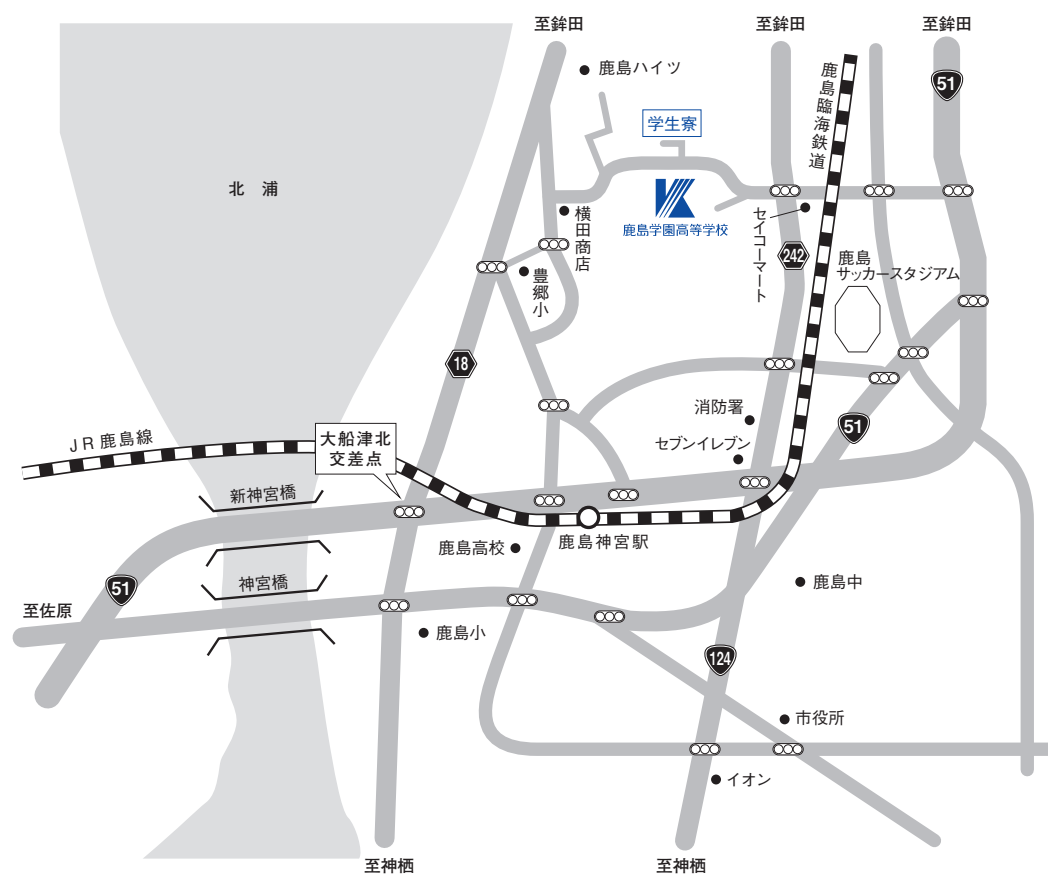 至鉾田
至鉾田
至鉾田
鹿島ハイツ
51
鹿島臨海鉄道
学生寮
北浦
K
鹿島学園高等学校
横田商店
セイコーマート
豊郷小
242
鹿島
サッカースタジアム
18
消防署
セブンイレブン
51
JR鹿島線
大船津北
交差点
新神宮橋
鹿島神宮駅
鹿島高校
神宮橋
51
至佐原
鹿島中
鹿島小
124
市役所
イオン
至神栖
至神栖